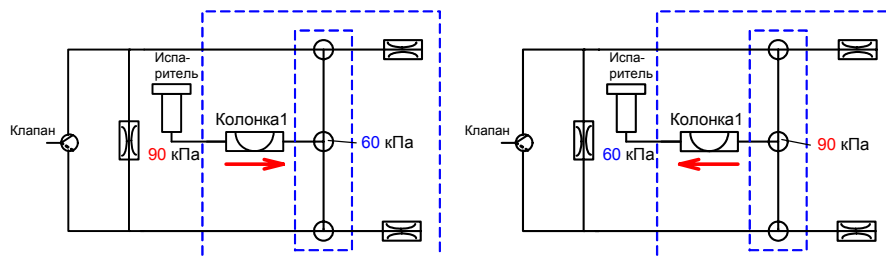 Испа-
ритель
Колонка1
Клапан
90 кПа
60 кПа
Испа-
ритель
Колонка1
Клапан
60 кПа
90 кПа